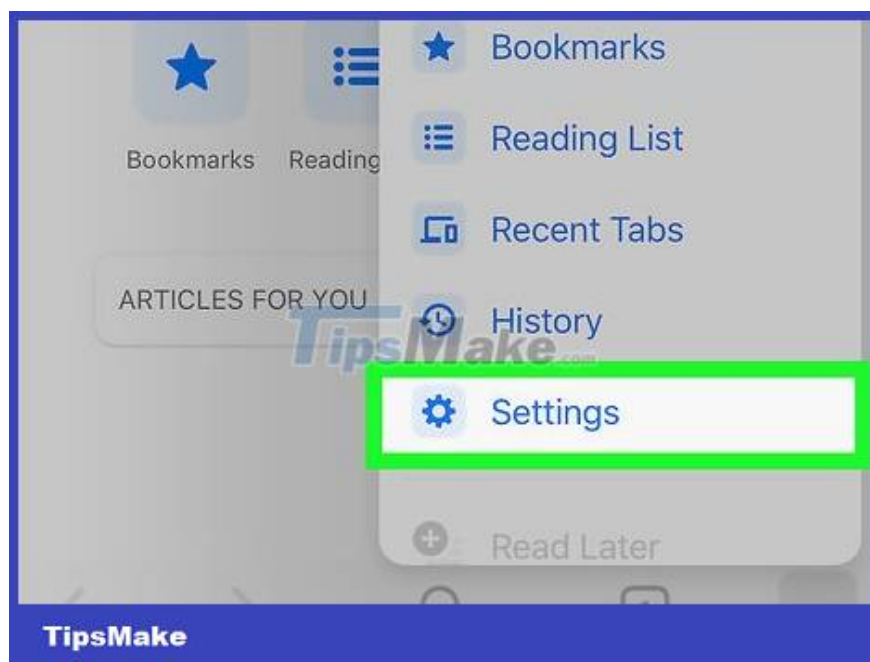 Bookmarks
Reading List
Bookmarks
Reading
Recent Tabs
ARTICLES FOR YOU
History
TipsMake.com
Settings
Read Later
TipsMake